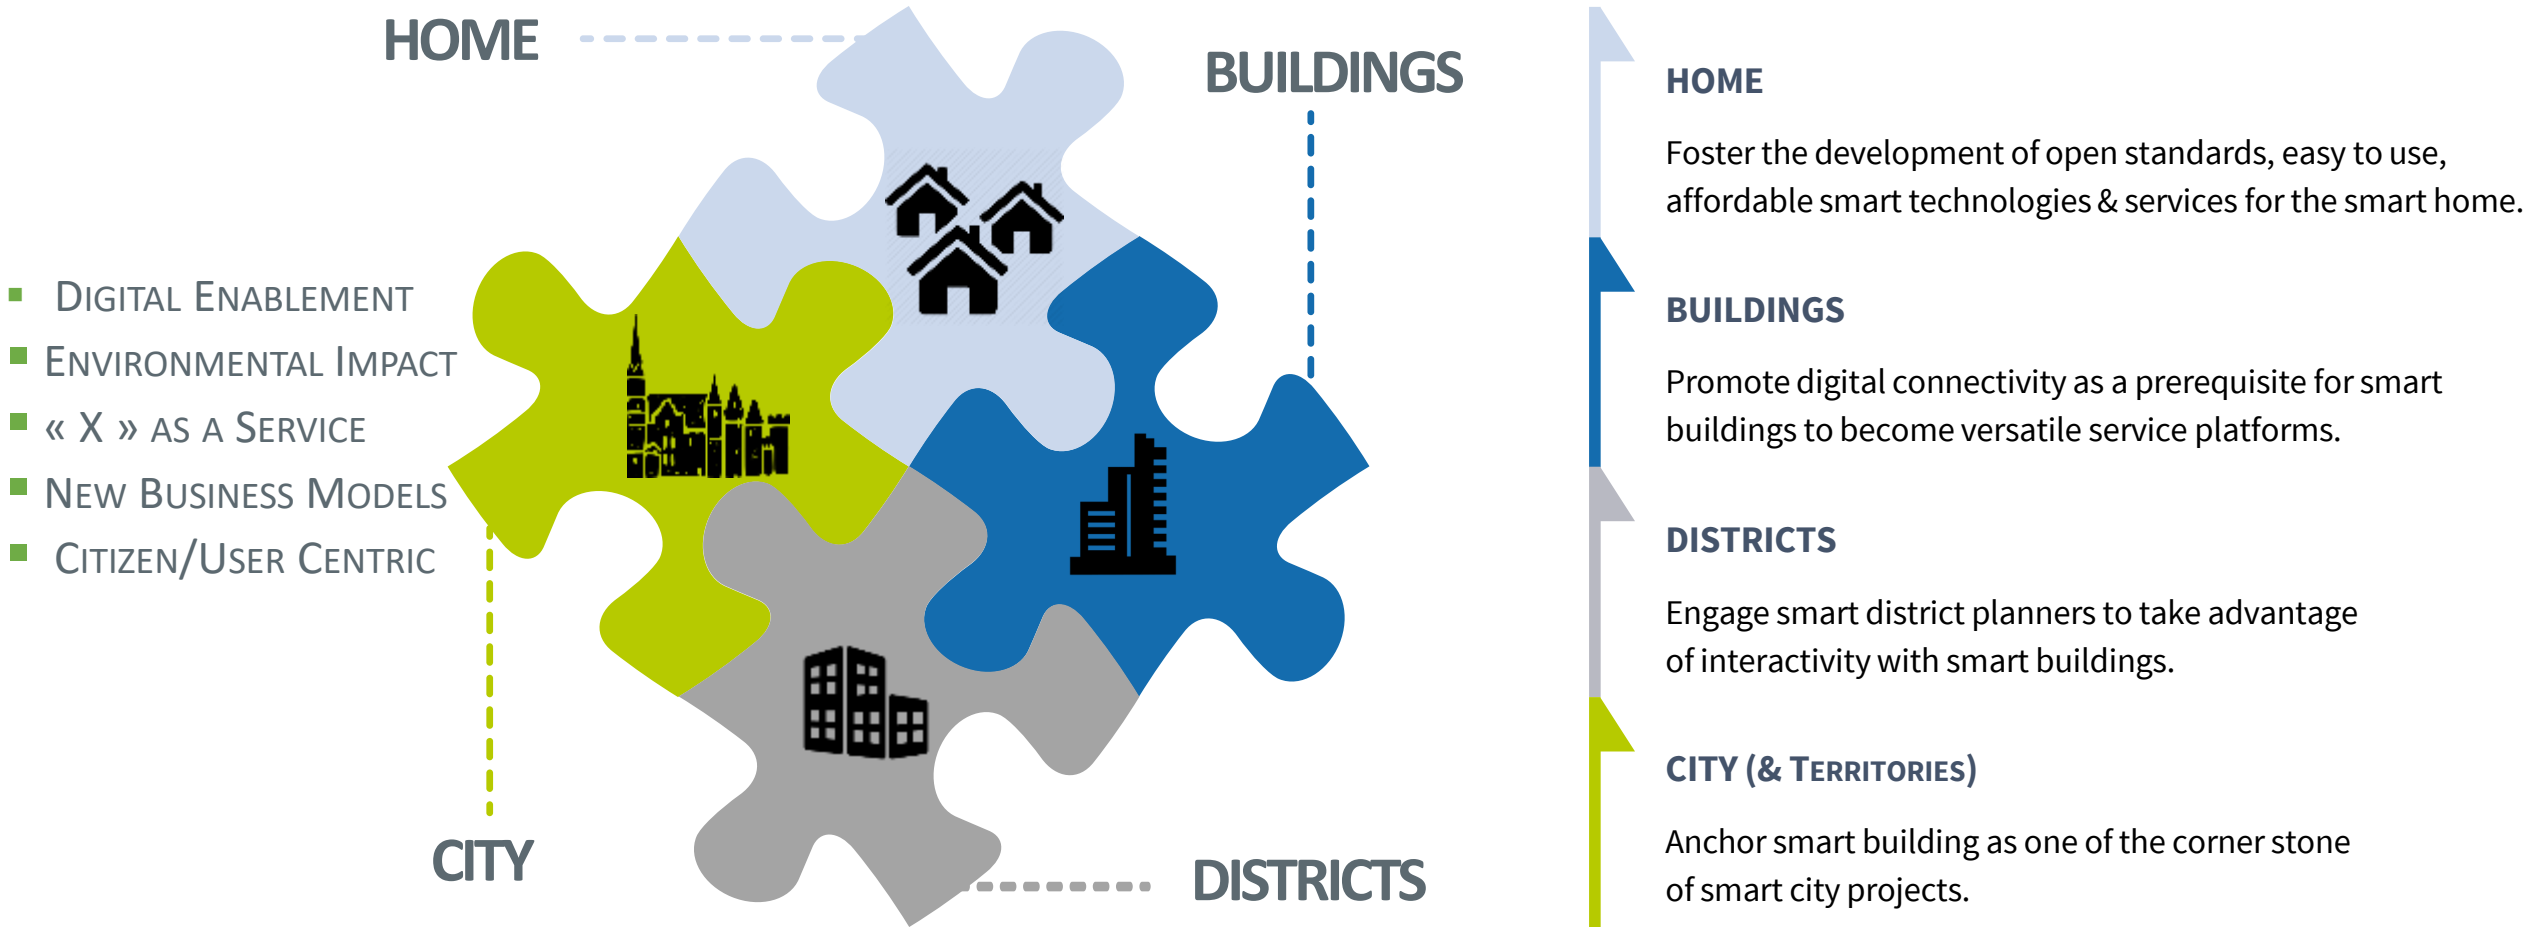 HOME
BUILDINGS
DIGITAL ENABLEMENT
ENVIRONMENTAL IMPACT
« X » AS A SERVICE
NEW BUSINESS MODELS
CITIZEN/USER CENTRIC
CITY
DISTRICTS
HOME
Foster the development of open standards, easy to use,
affordable smart technologies & services for the smart home.
BUILDINGS
Promote digital connectivity as a prerequisite for smart
buildings to become versatile service platforms.
DISTRICTS
Engage smart district planners to take advantage
of interactivity with smart buildings.
CITY (& TERRITORIES)
Anchor smart building as one of the corner stone
of smart city projects.